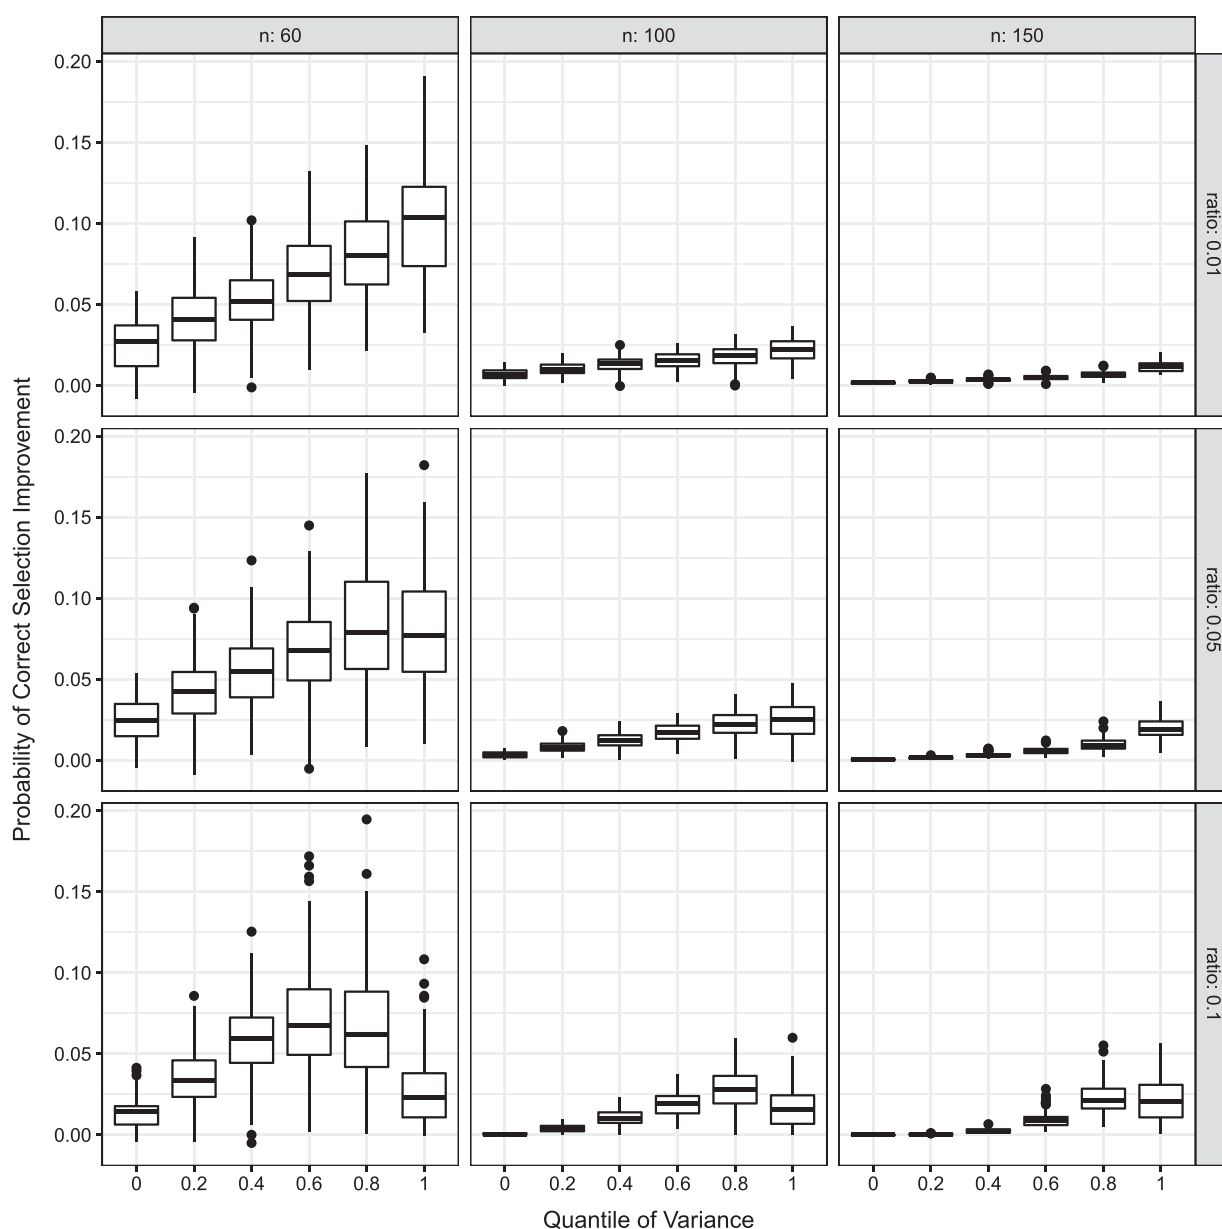 n: 60
n: 100
n: 150
0.20
0.15
0.10
0.05
0.00
ratio: 0.01
0.20
0.15
0.10
0.05
0.00
ratio: 0.05
0.20
0.15
0.10
0.05
0.00
ratio: 0.1
Probability of Correct Selection Improvement
0 0.2 0.4 0.6 0.8 1
0 0.2 0.4 0.6 0.8 1
0 0.2 0.4 0.6 0.8 1
Quantile of Variance